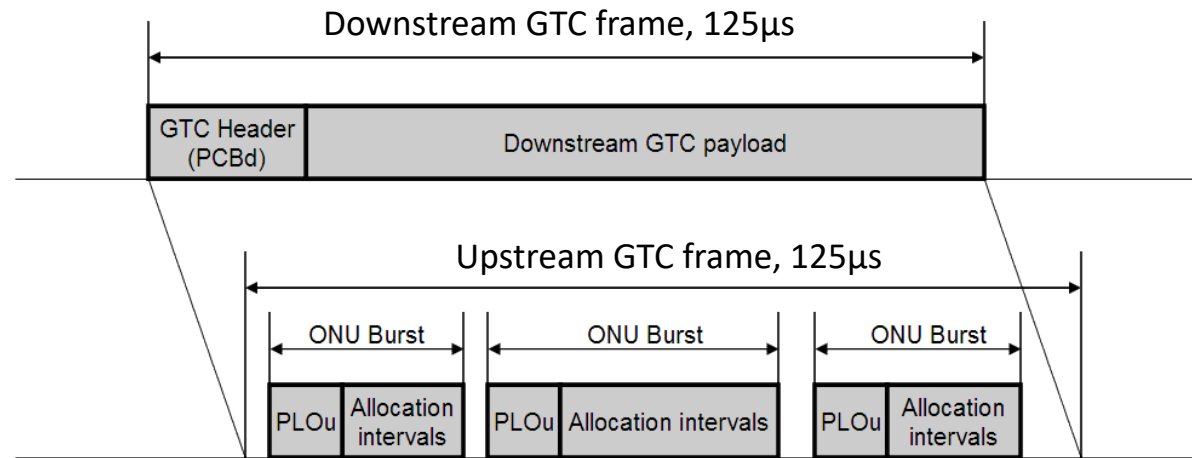 Downstream GTC frame, 125μs
GTC Header
(PCBd)
Downstream GTC payload
Upstream GTC frame, 125μs
ONU Burst
ONU Burst
ONU Burst
PLOu
Allocation
intervals
PLOu
Allocation intervals
PLOu
Allocation
intervals